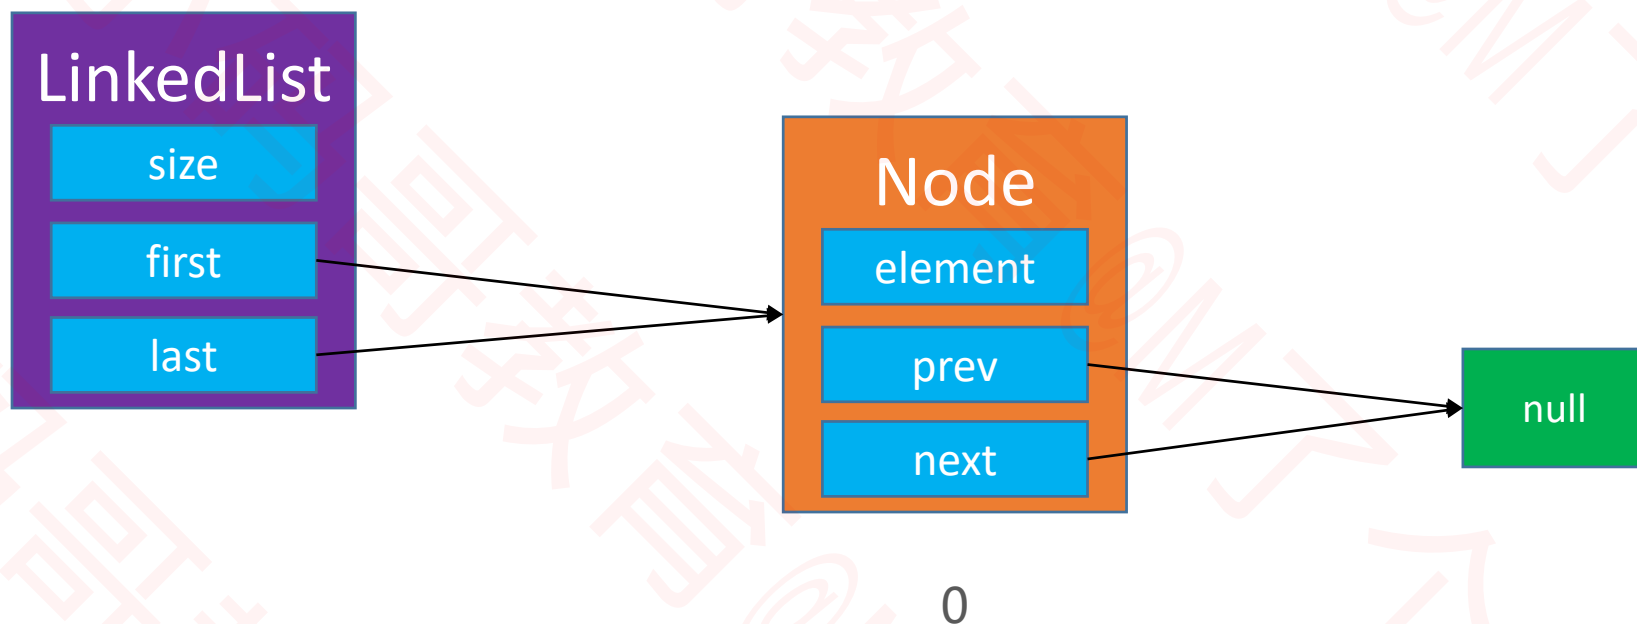 LinkedList
size
first
last
Node
element
prev
next
null
0